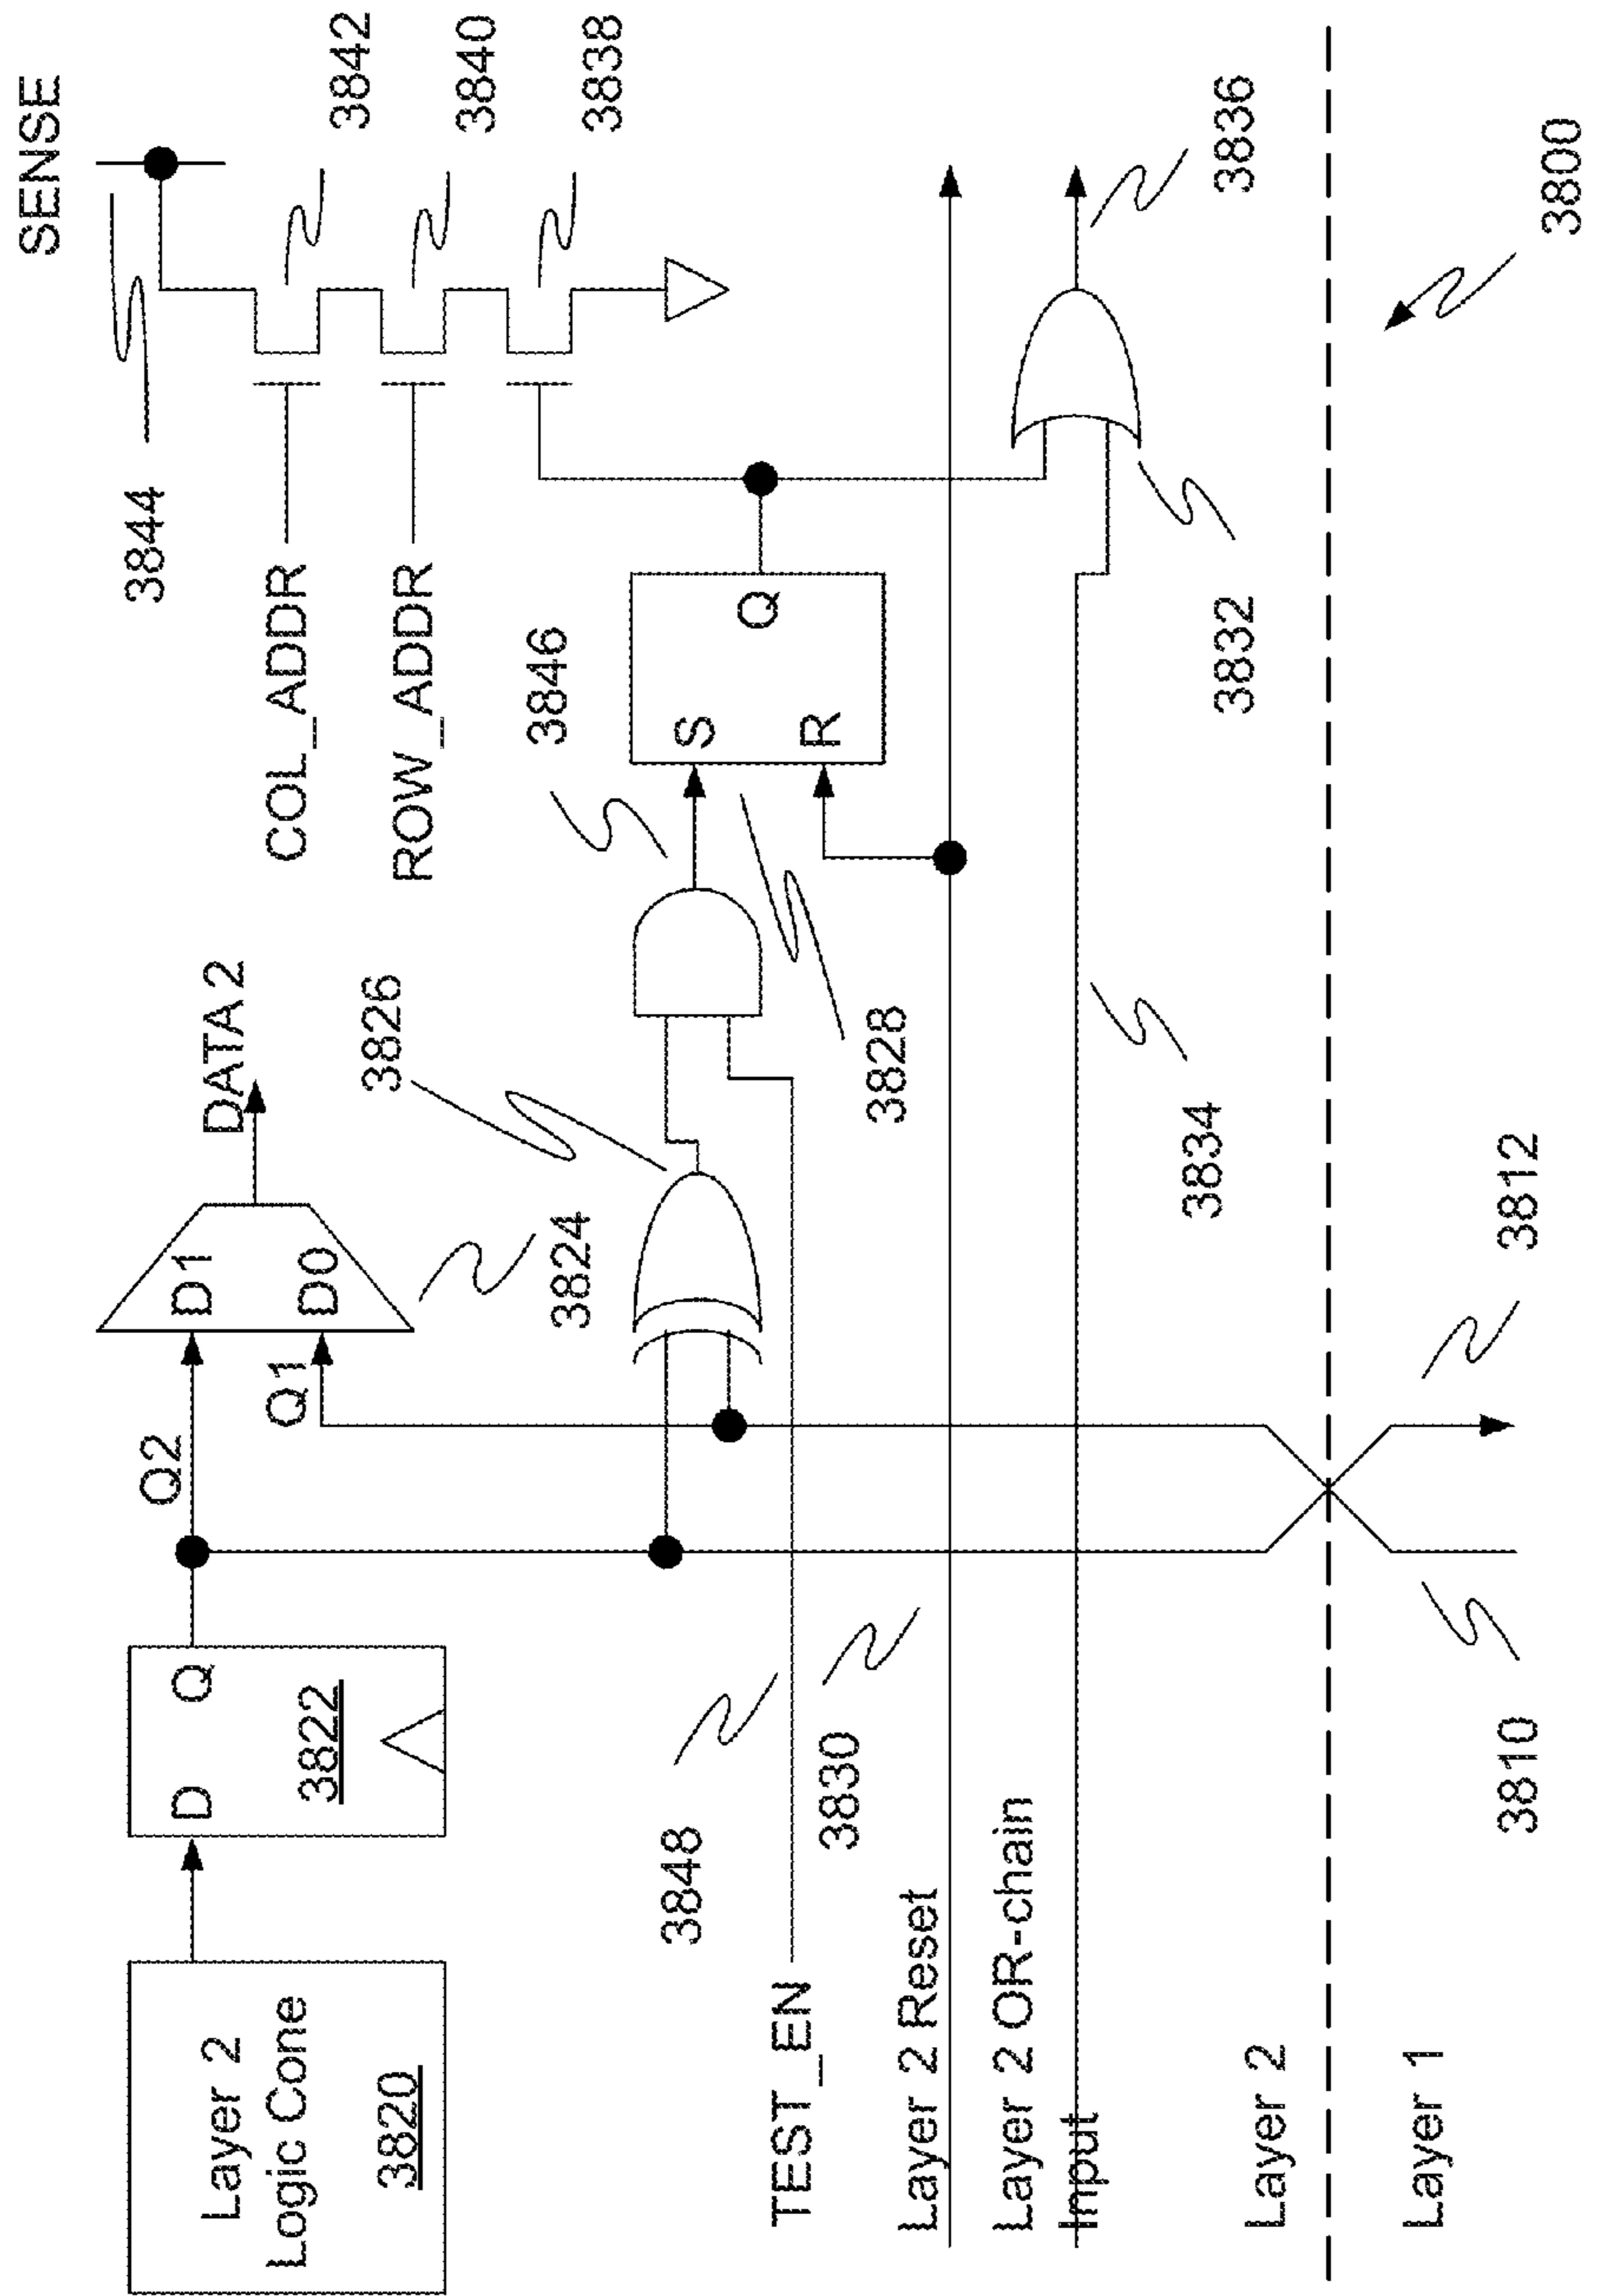 Layer 2
Logic Cone
3820
D
Q
3822
Q2
Q1
D1
D0
DATA 2
3824
3826
3844
SENSE
COL_ADDR
ROW_ADDR
3842
3840
3838
3846
S
R
Q
3828
3848
TEST_EN
3830
Layer 2 Reset
Layer 2 OR-chain
Input
3834
3832
3836
Layer 2
Layer 1
3810
3812
3800